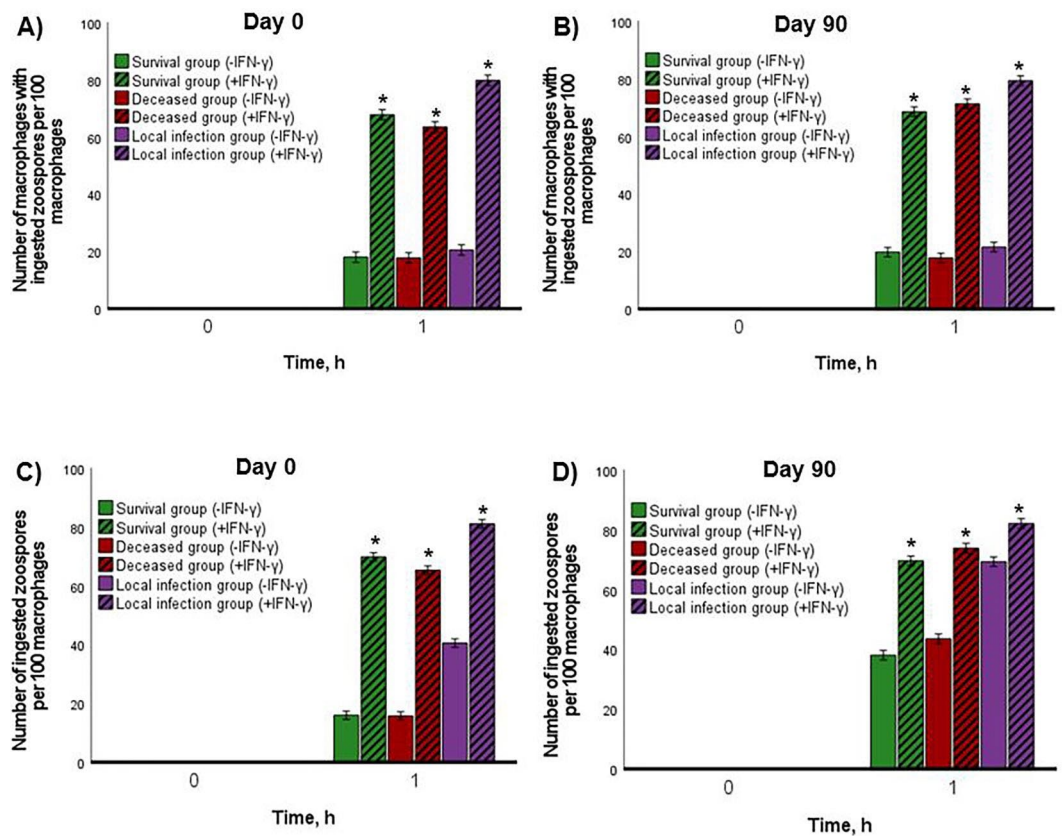 A)
Day 0
100
80
60
40
20
0
Number of macrophages with
ingested zoospores per 100
macrophages
Survival group (-IFN-γ)
Survival group (+IFN-γ)
Deceased group (-IFN-γ)
Deceased group (+IFN-γ)
Local infection group (-IFN-γ)
Local infection group (+IFN-γ)
*
*
*
0
1
Time, h
B)
Day 90
100
80
60
40
20
0
Number of macrophages with
ingested zoospores per 100
macrophages
Survival group (-IFN-γ)
Survival group (+IFN-γ)
Deceased group (-IFN-γ)
Deceased group (+IFN-γ)
Local infection group (-IFN-γ)
Local infection group (+IFN-γ)
*
*
*
0
1
Time, h
C)
Day 0
100
80
60
40
20
0
Number of ingested zoospores
per 100 macrophages
Survival group (-IFN-γ)
Survival group (+IFN-γ)
Deceased group (-IFN-γ)
Deceased group (+IFN-γ)
Local infection group (-IFN-γ)
Local infection group (+IFN-γ)
*
*
*
0
1
Time, h
D)
Day 90
100
80
60
40
20
0
Number of ingested zoospores
per 100 macrophages
Survival group (-IFN-γ)
Survival group (+IFN-γ)
Deceased group (-IFN-γ)
Deceased group (+IFN-γ)
Local infection group (-IFN-γ)
Local infection group (+IFN-γ)
*
*
*
0
1
Time, h